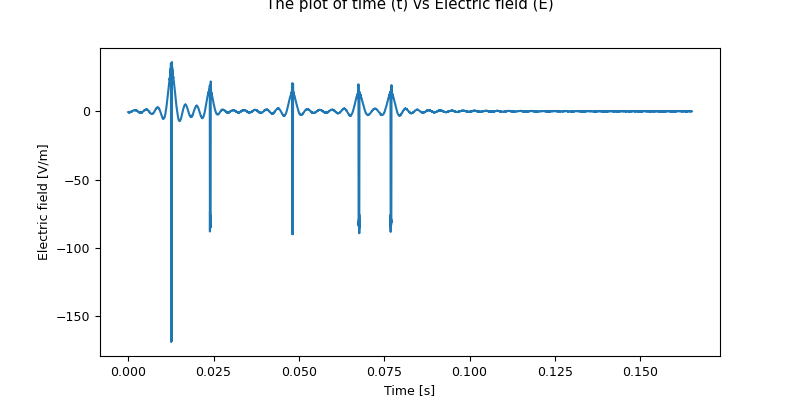 The plot of time (t) vs Electric field (E)
Electric field [V/m]
0
−50
−100
−150
0.000 0.025 0.050 0.075 0.100 0.125 0.150
Time [s]